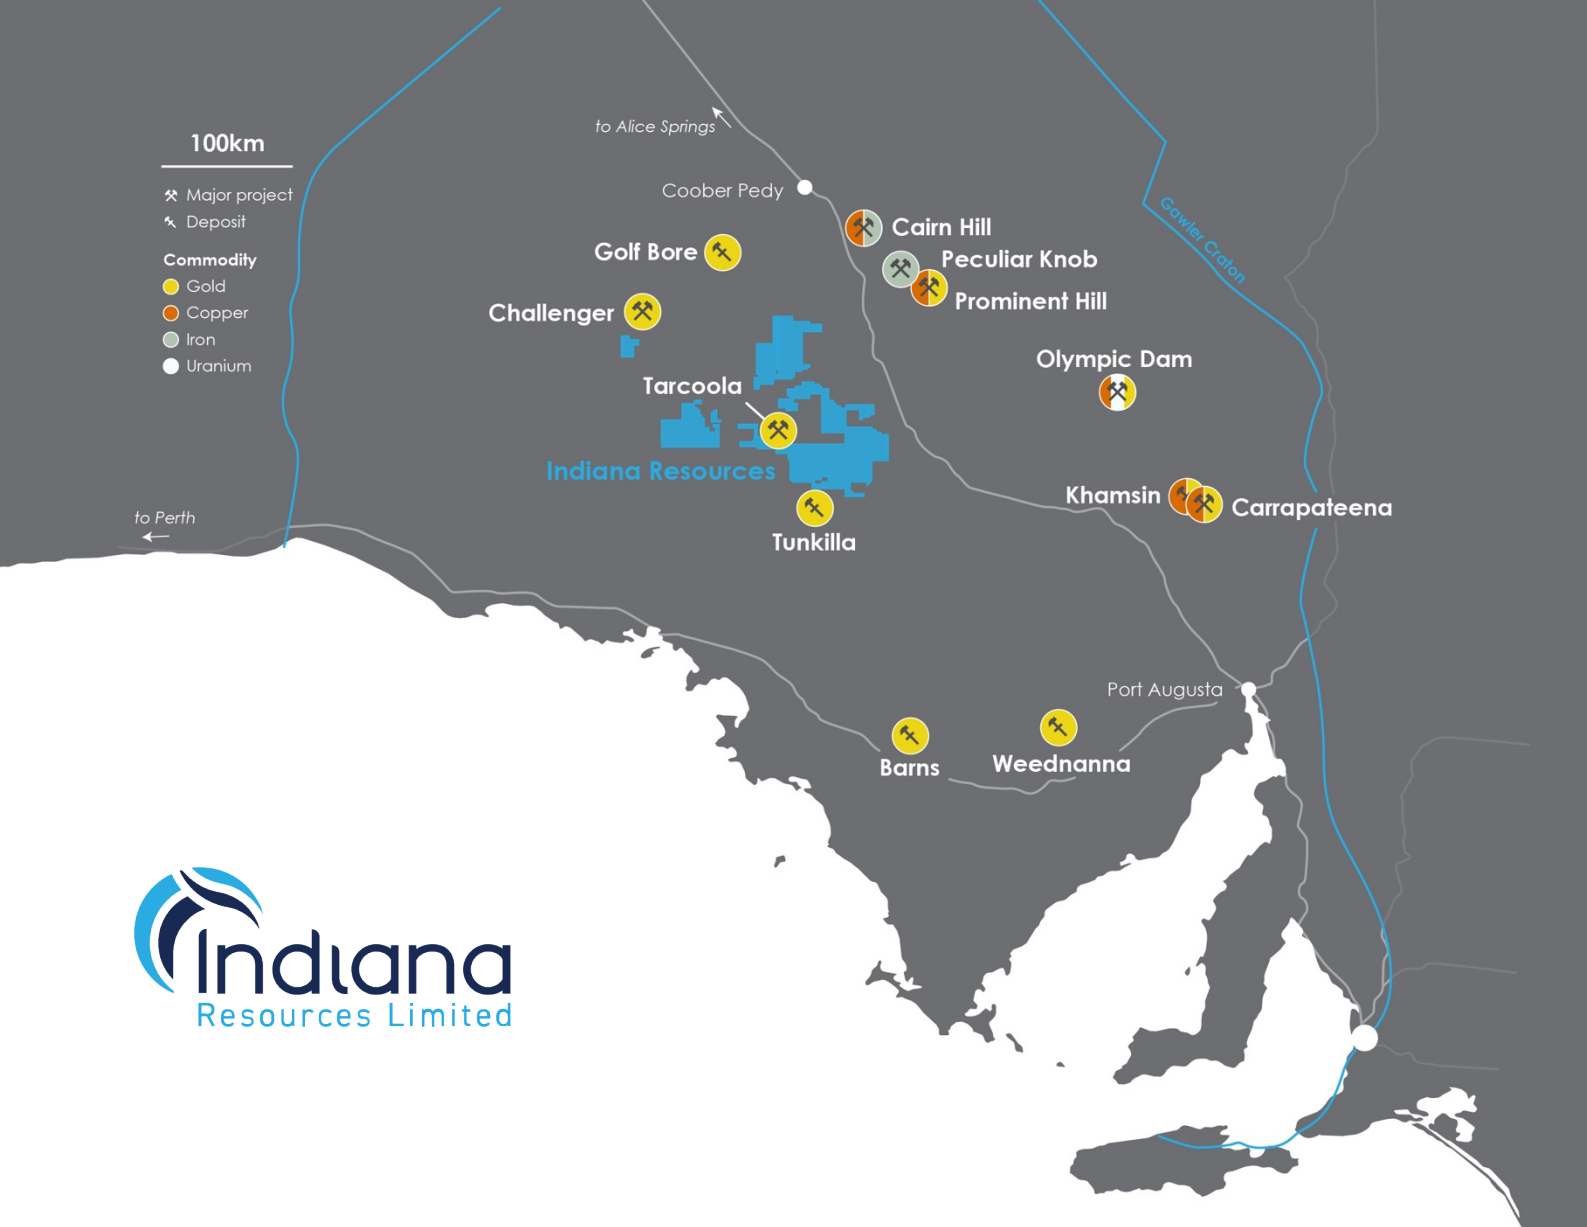 to Alice Springs
100km
Major project
Deposit
Commodity
Gold
Copper
Iron
Uranium
Coober Pedy
Gawler Craton
Cairn Hill
Golf Bore
Peculiar Knob
Prominent Hill
Challenger
Olympic Dam
Tarcoola
Indiana Resources
Khamsin
Carrapateena
to Perth
Tunkilla
Port Augusta
Barns
Weednanna
Indiana
Resources Limited